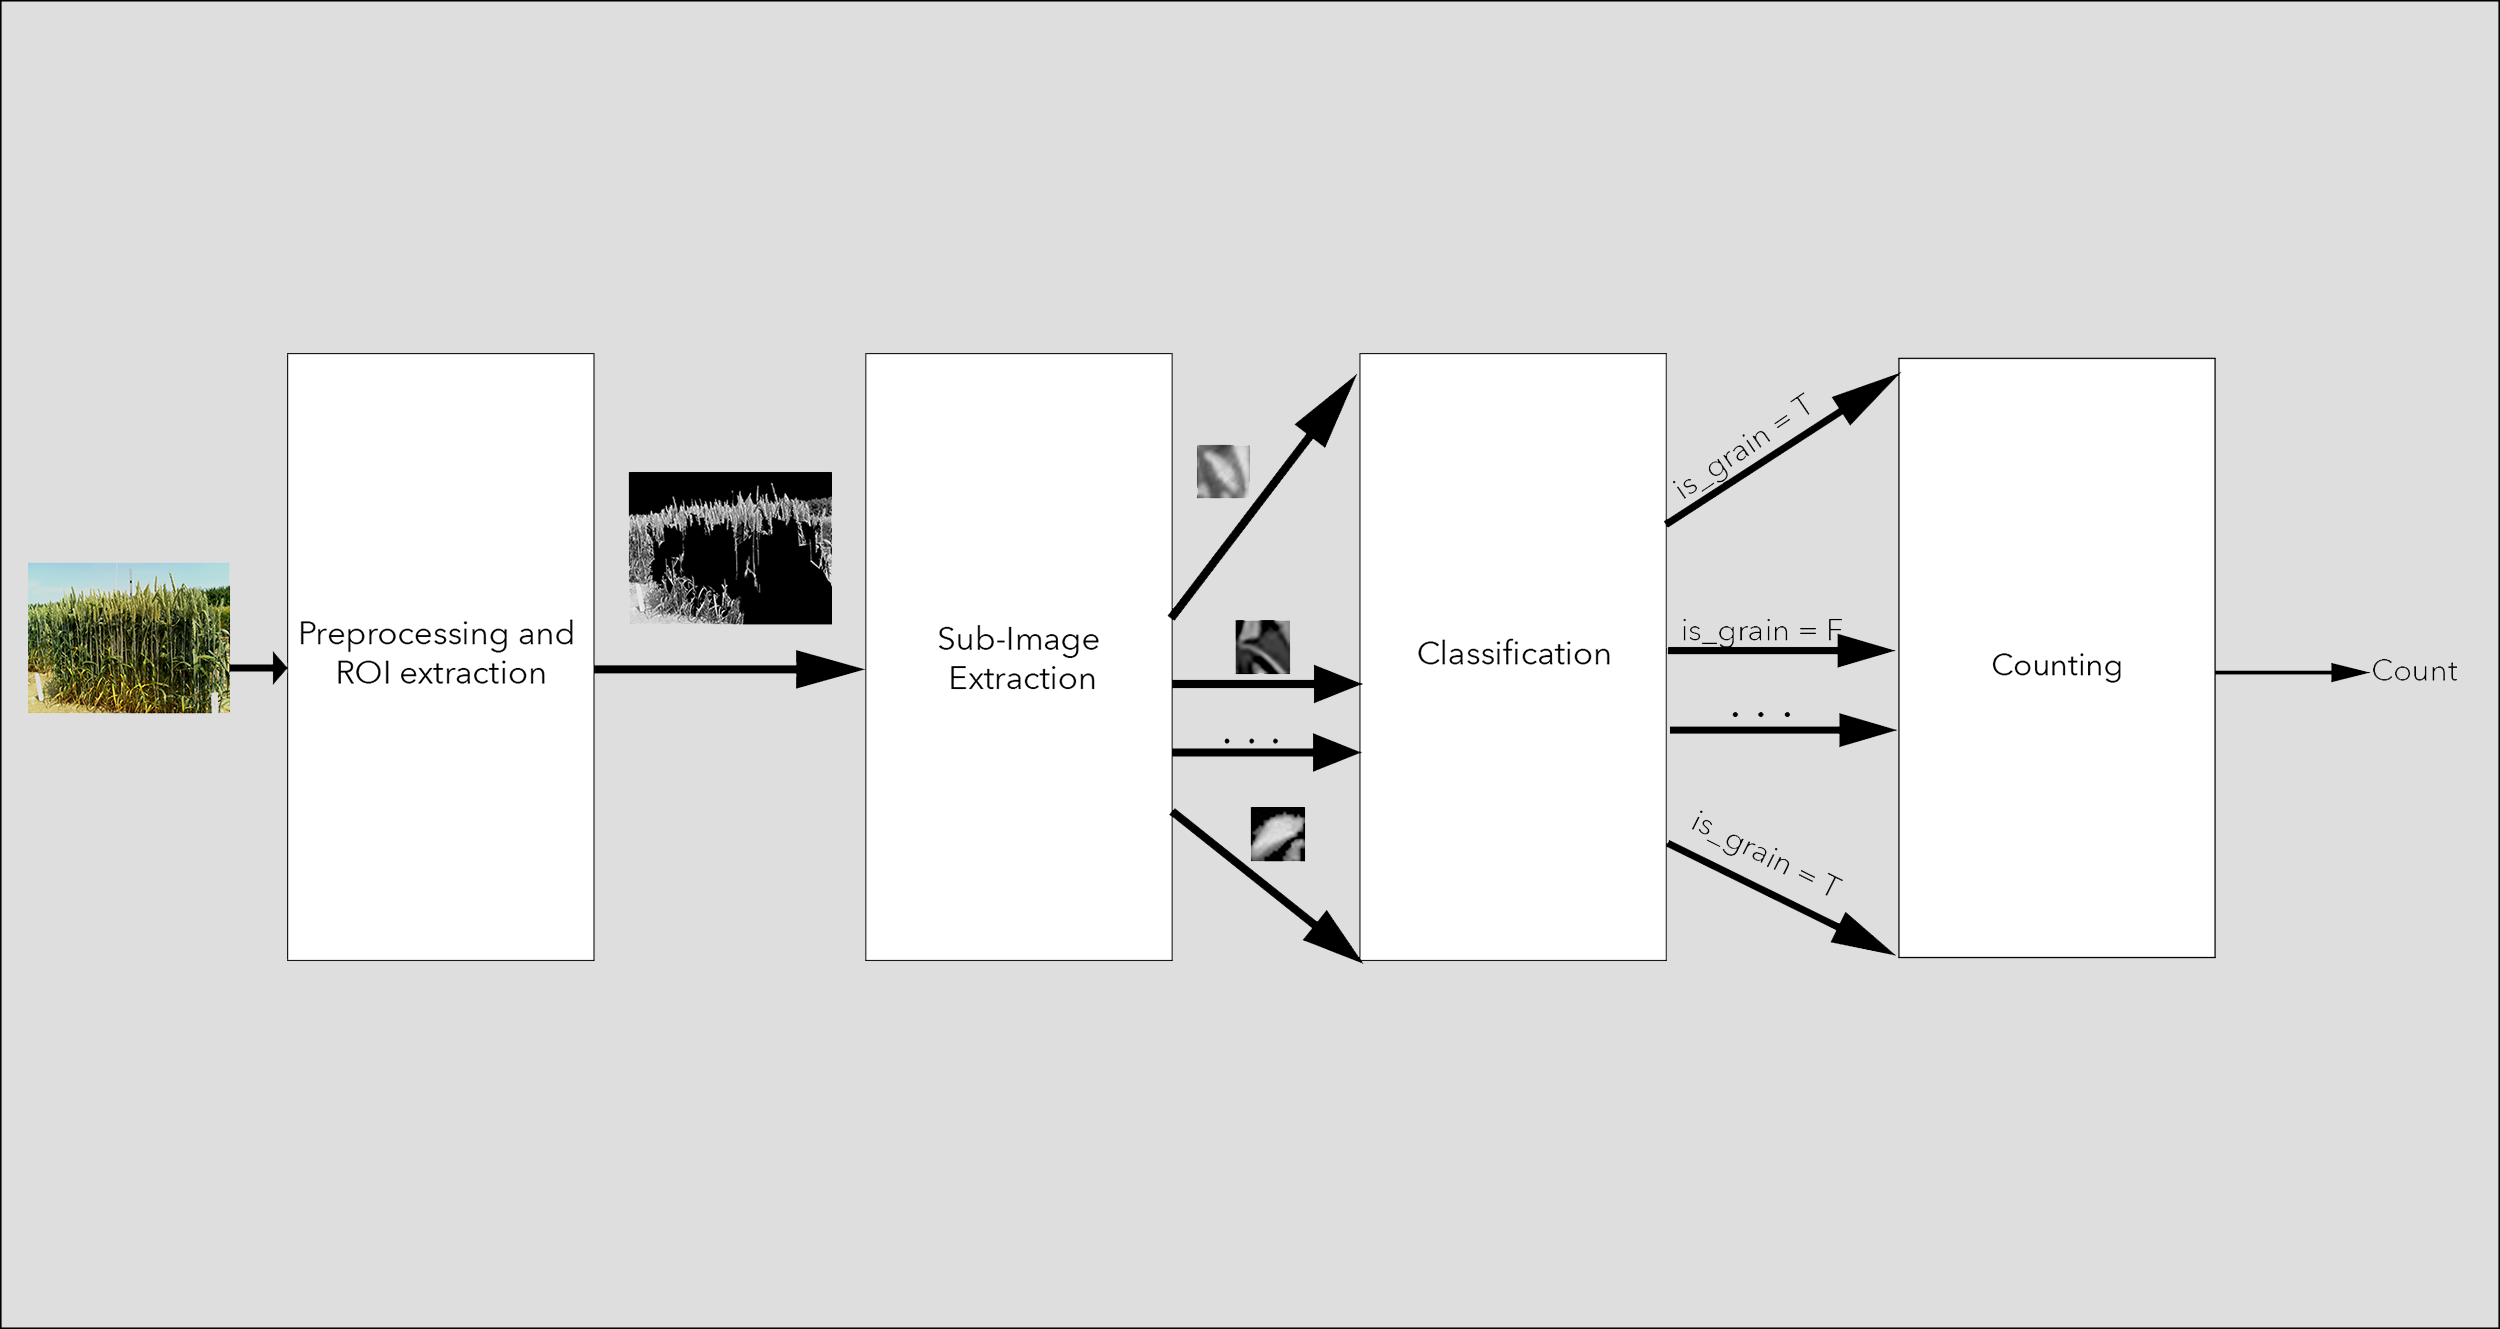 Preprocessing and
ROI extraction
Sub-Image
Extraction
. . .
Classification
is_grain = T
is_grain = F
. . .
is_grain = T
Counting
Count